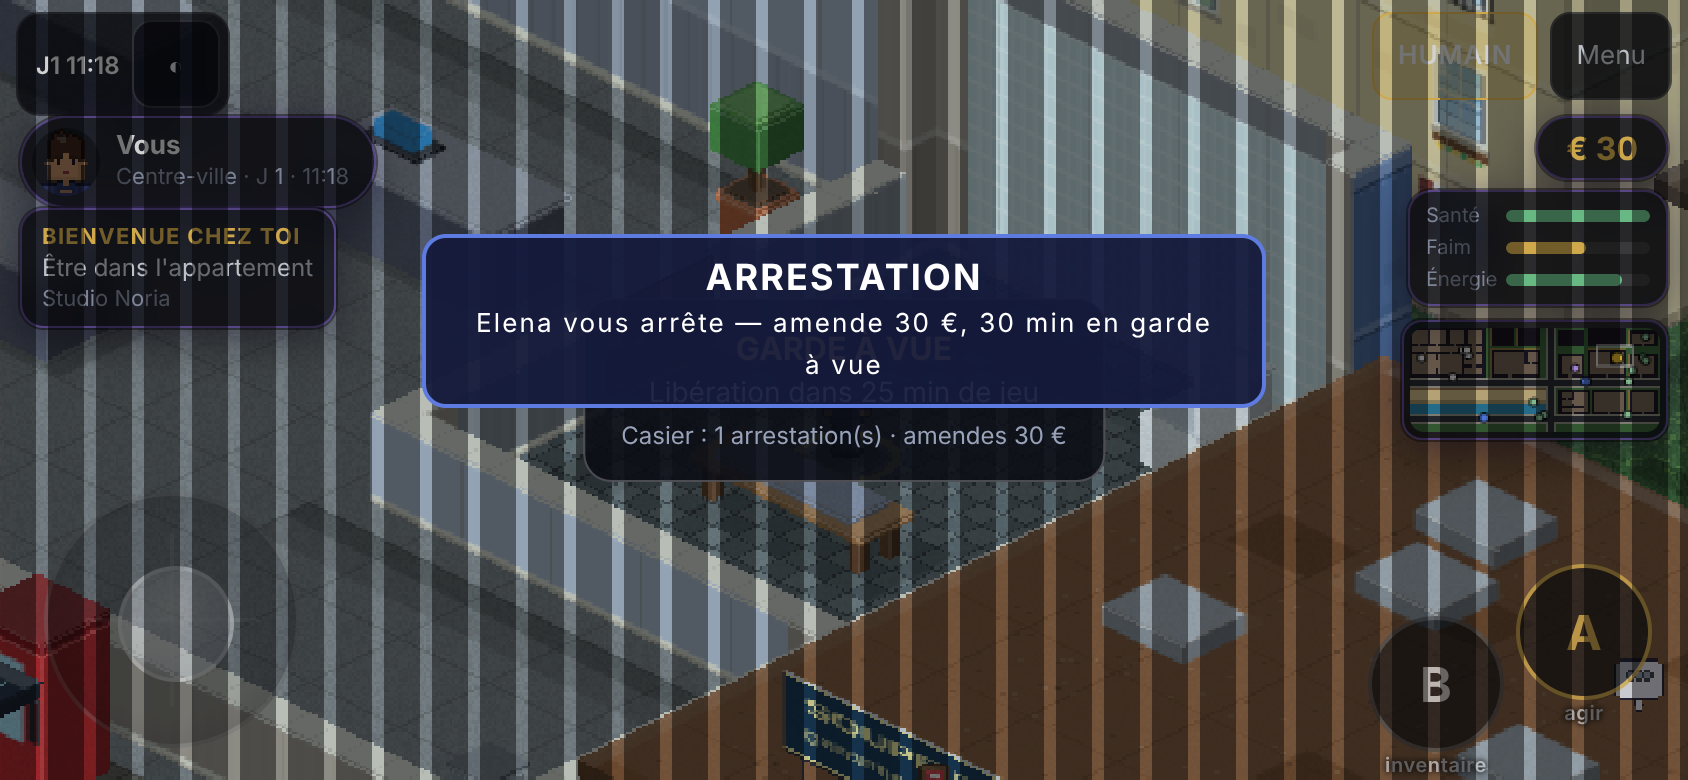 J1 11:18
HUMAIN
Menu
Vous
Centre-ville · J 1 · 11:18
€ 30
BIENVENUE CHEZ TOI
Être dans l'appartement
Studio Noria
Santé
Faim
Énergie
ARRESTATION
Elena vous arrête — amende 30 €, 30 min en garde
à vue
GARDE À VUE
Libération dans 25 min de jeu
Casier : 1 arrestation(s) · amendes 30 €
A
agir
B
inventaire